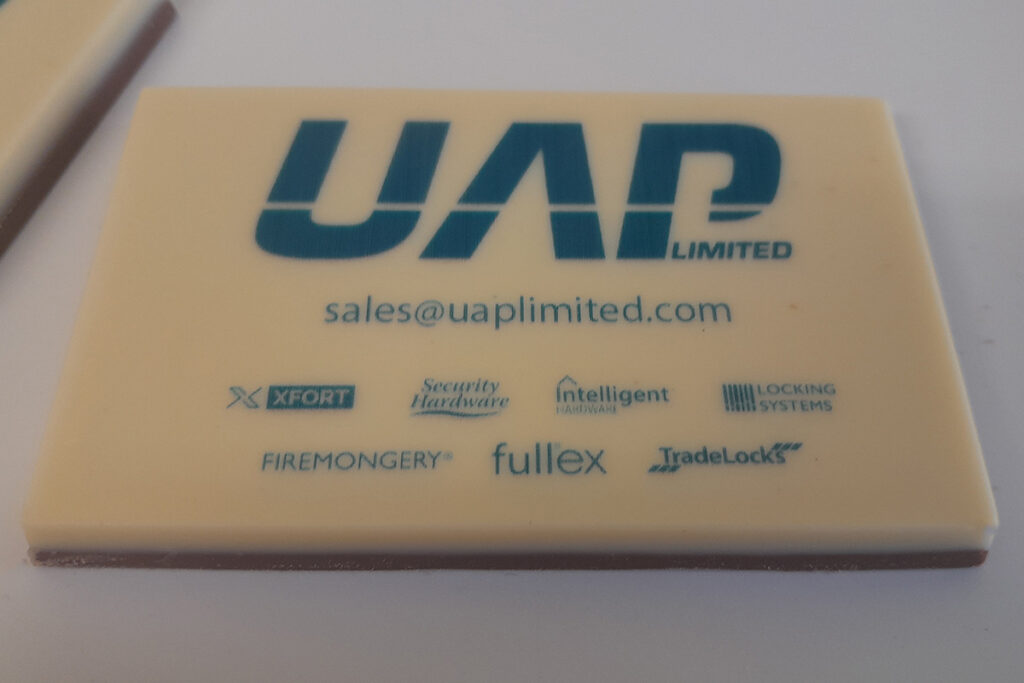 UAP
LIMITED
sales@uaplimited.com
XFORT
Security
Hardware
Intelligent
HARDWARE
LOCKING
SYSTEMS
FIREMONGERY®
fullex
TradeLocks